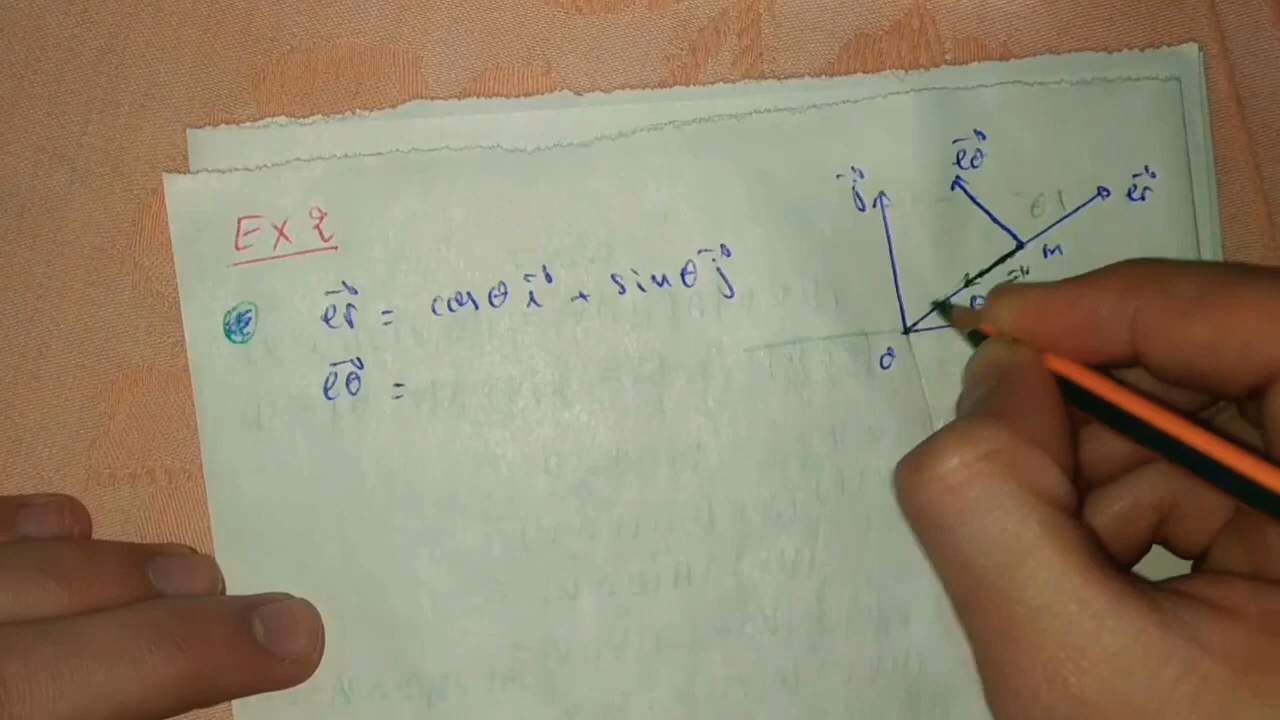 Ex 2
e⃗r = cosθ i⃗ + sinθ j⃗
e⃗θ =
j⃗
e⃗θ
e⃗r
θ
M
O